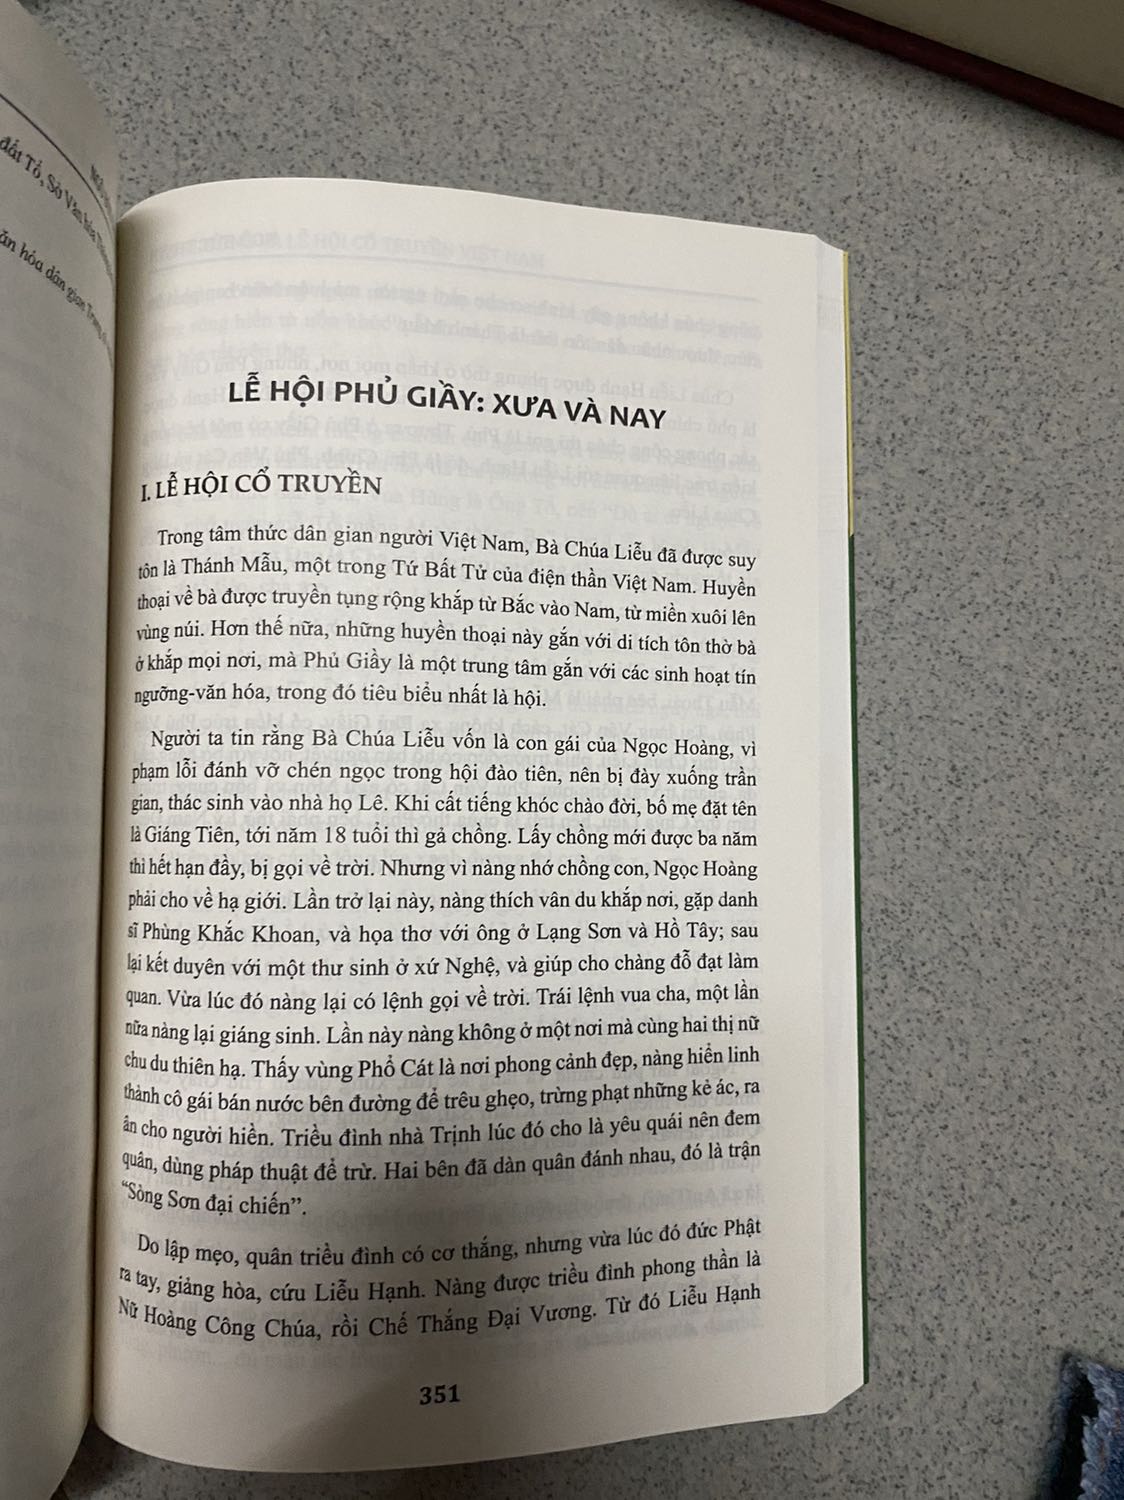 đất Tổ, Sở Văn hóa
ăn hóa dân gian
LỄ HỘI PHỦ GIẦY: XƯA VÀ NAY
I. LỄ HỘI CỔ TRUYỀN
Trong tâm thức dân gian người Việt Nam, Bà Chúa Liễu đã được suy
tôn là Thánh Mẫu, một trong Tứ Bất Tử của điện thần Việt Nam. Huyền
thoại về bà được truyền tụng rộng khắp từ Bắc vào Nam, từ miền xuôi lên
vùng núi. Hơn thế nữa, những huyền thoại này gắn với di tích tôn thờ bà
ở khắp mọi nơi, mà Phủ Giầy là một trung tâm gắn với các sinh hoạt tín
ngưỡng-văn hóa, trong đó tiêu biểu nhất là hội.
Người ta tin rằng Bà Chúa Liễu vốn là con gái của Ngọc Hoàng, vì
phạm lỗi đánh vỡ chén ngọc trong hội đào tiên, nên bị đày xuống trần
gian, thác sinh vào nhà họ Lê. Khi cất tiếng khóc chào đời, bố mẹ đặt tên
là Giáng Tiên, tới năm 18 tuổi thì gả chồng. Lấy chồng mới được ba năm
thì hết hạn đầy, bị gọi về trời. Nhưng vì nàng nhớ chồng con, Ngọc Hoàng
phải cho về hạ giới. Lần trở lại này, nàng thích vân du khắp nơi, gặp danh
sĩ Phùng Khắc Khoan, và họa thơ với ông ở Lạng Sơn và Hồ Tây; sau
lại kết duyên với một thư sinh ở xứ Nghệ, và giúp cho chàng đỗ đạt làm
quan. Vừa lúc đó nàng lại có lệnh gọi về trời. Trái lệnh vua cha, một lần
nữa nàng lại giáng sinh. Lần này nàng không ở một nơi mà cùng hai thị nữ
chu du thiên hạ. Thấy vùng Phổ Cát là nơi phong cảnh đẹp, nàng hiển linh
thành cô gái bán nước bên đường để trêu ghẹo, trừng phạt những kẻ ác, ra
ân cho người hiền. Triều đình nhà Trịnh lúc đó cho là yêu quái nên đem
quân, dùng pháp thuật để trừ. Hai bên đã dàn quân đánh nhau, đó là trận
“Sòng Sơn đại chiến”.
Do lập mẹo, quân triều đình có cơ thắng, nhưng vừa lúc đó đức Phật
ra tay, giảng hòa, cứu Liễu Hạnh. Nàng được triều đình phong thần là
Nữ Hoàng Công Chúa, rồi Chế Thắng Đại Vương. Từ đó Liễu Hạnh
351